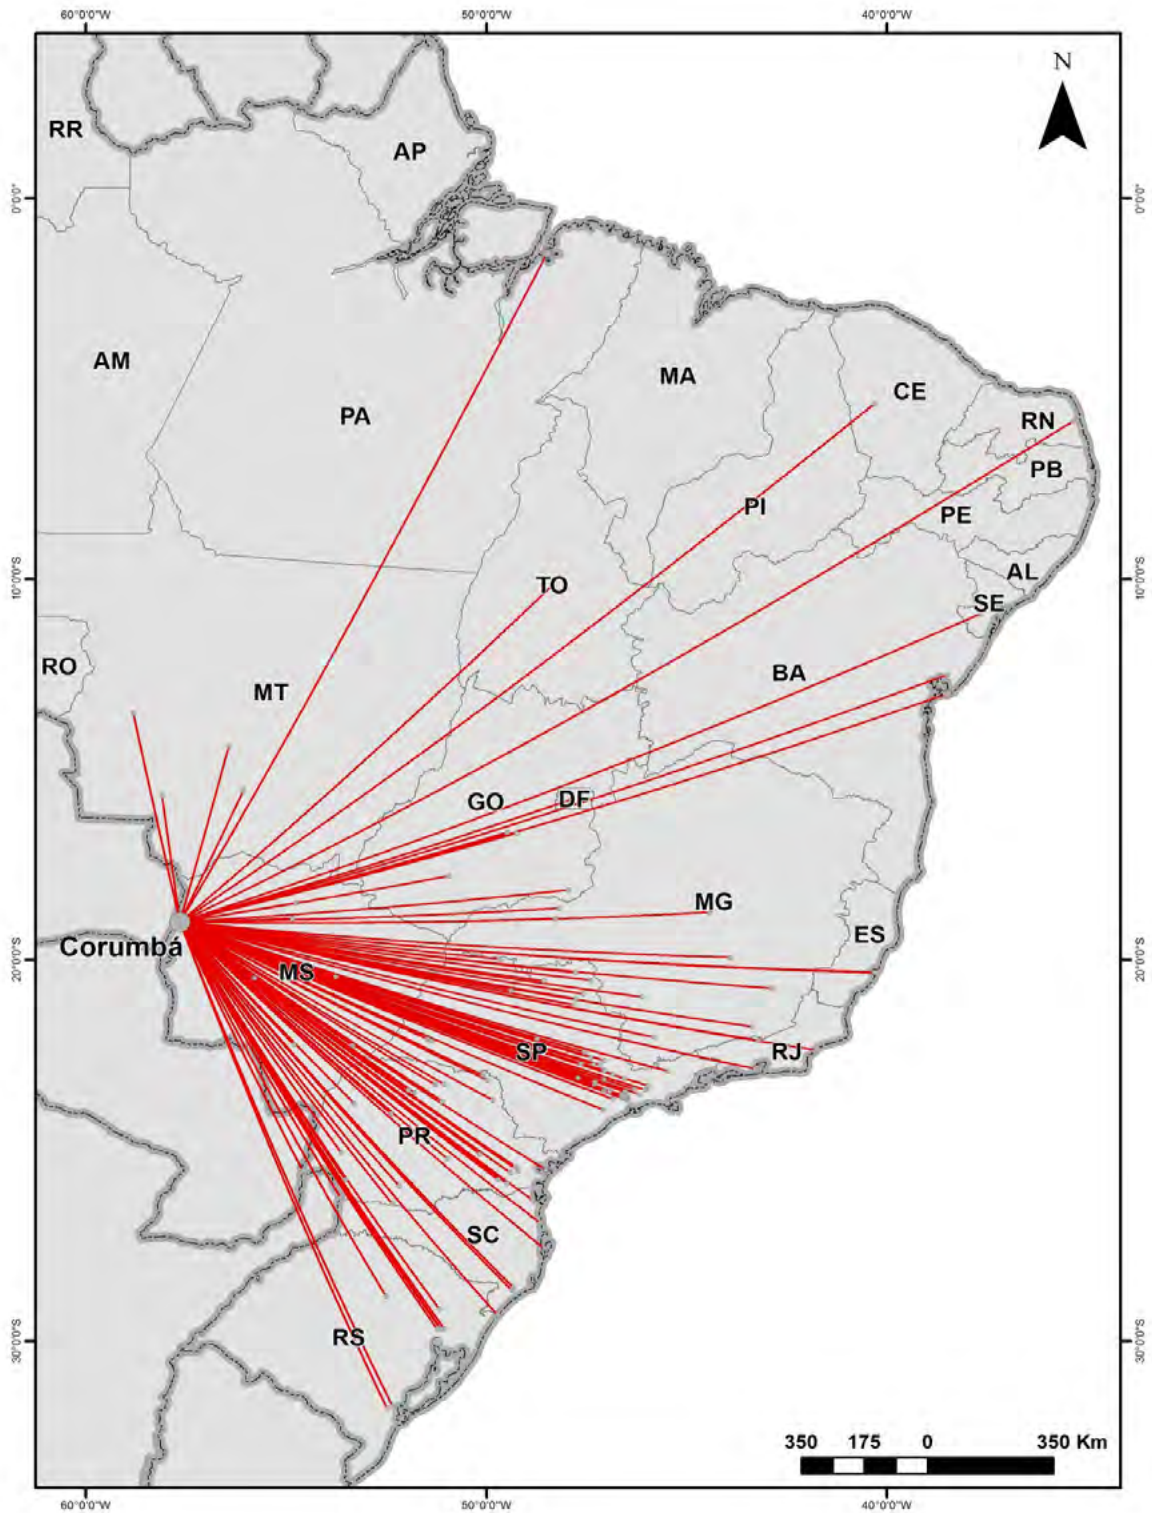 60°0'0"W 50°0'0"W 40°0'0"W
N
RR
AP
0°0'0"
0°0'0"
AM
MA
CE
PA
RN
PB
PI
PE
10°0'0"S
AL
10°0'0"S
TO
SE
RO
BA
MT
GO
DF
MG
ES
Corumbá
20°0'0"S
MS
20°0'0"S
SP
RJ
PR
SC
RS
30°0'0"S
30°0'0"S
350 175 0 350 Km
60°0'0"W 50°0'0"W 40°0'0"W